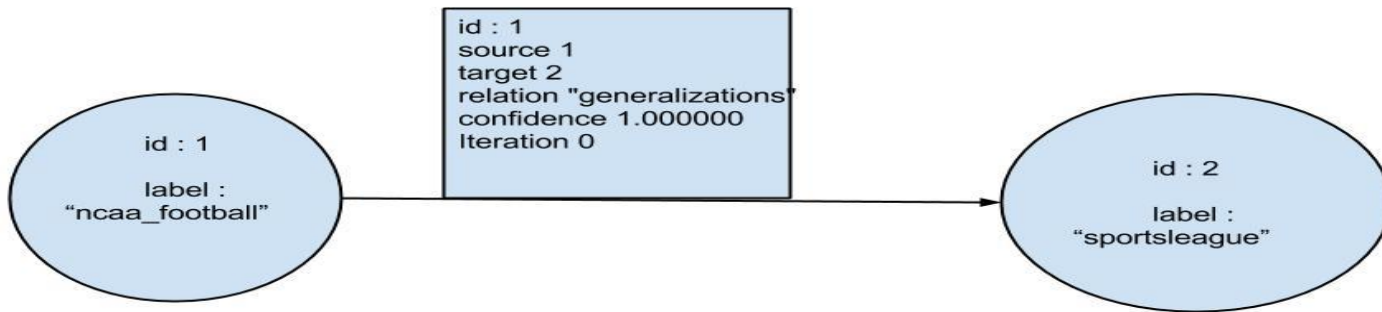 id : 1
label :
“ncaa_football”
id : 1
source 1
target 2
relation "generalizations"
confidence 1.000000
Iteration 0
id : 2
label :
“sportsleague”